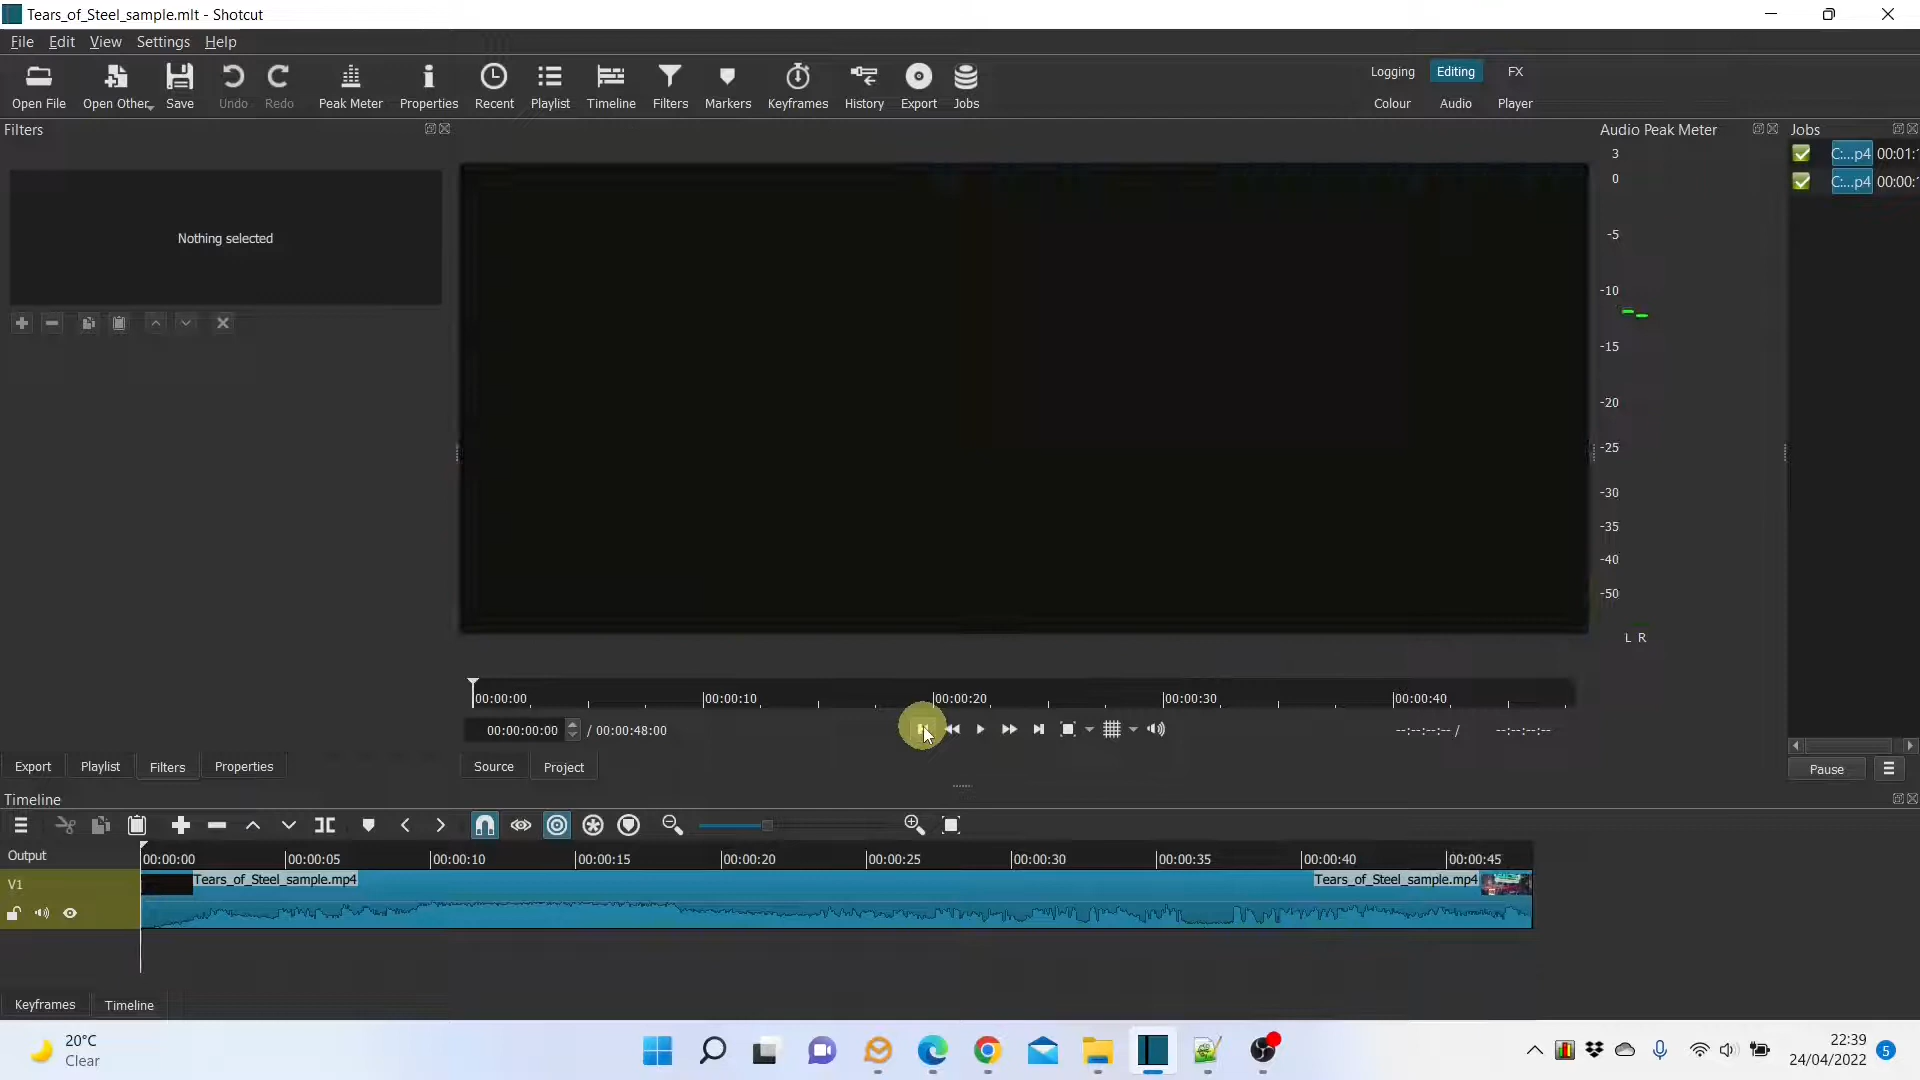 Tears_of_Steel_sample.mlt - Shotcut
File Edit View Settings Help
Open File Open Other Save Undo Redo Peak Meter Properties Recent Playlist Timeline Filters Markers Keyframes History Export Jobs
Logging Editing FX
Colour Audio Player
Filters
Nothing selected
Audio Peak Meter
3
0
-5
-10
-15
-20
-25
-30
-35
-40
-50
L R
Jobs
C:...p4 00:01:
C:...p4 00:00:
Pause
00:00:00 00:00:10 00:00:20 00:00:30 00:00:40
00:00:00:00 / 00:00:48:00
--:--:--:-- / --:--:--:--
Export Playlist Filters Properties
Source Project
Timeline
Output
00:00:00 00:00:05 00:00:10 00:00:15 00:00:20 00:00:25 00:00:30 00:00:35 00:00:40 00:00:45
V1
Tears_of_Steel_sample.mp4 Tears_of_Steel_sample.mp4
Keyframes Timeline
20°C
Clear
22:39
24/04/2022
5